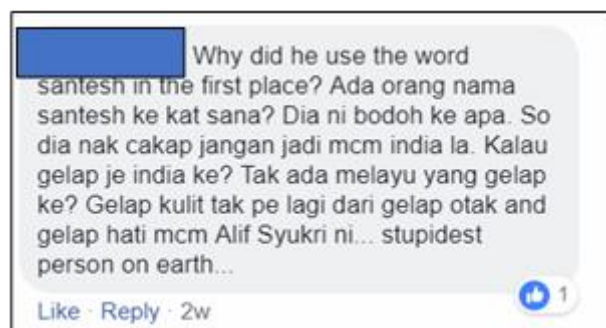 Why did he use the word
santesh in the first place? Ada orang nama
santesh ke kat sana? Dia ni bodoh ke apa. So
dia nak cakap jangan jadi mcm india la. Kalau
gelap je india ke? Tak ada melayu yang gelap
ke? Gelap kulit tak pe lagi dari gelap otak and
gelap hati mcm Alif Syukri ni... stupidest
person on earth...
1
Like · Reply · 2w